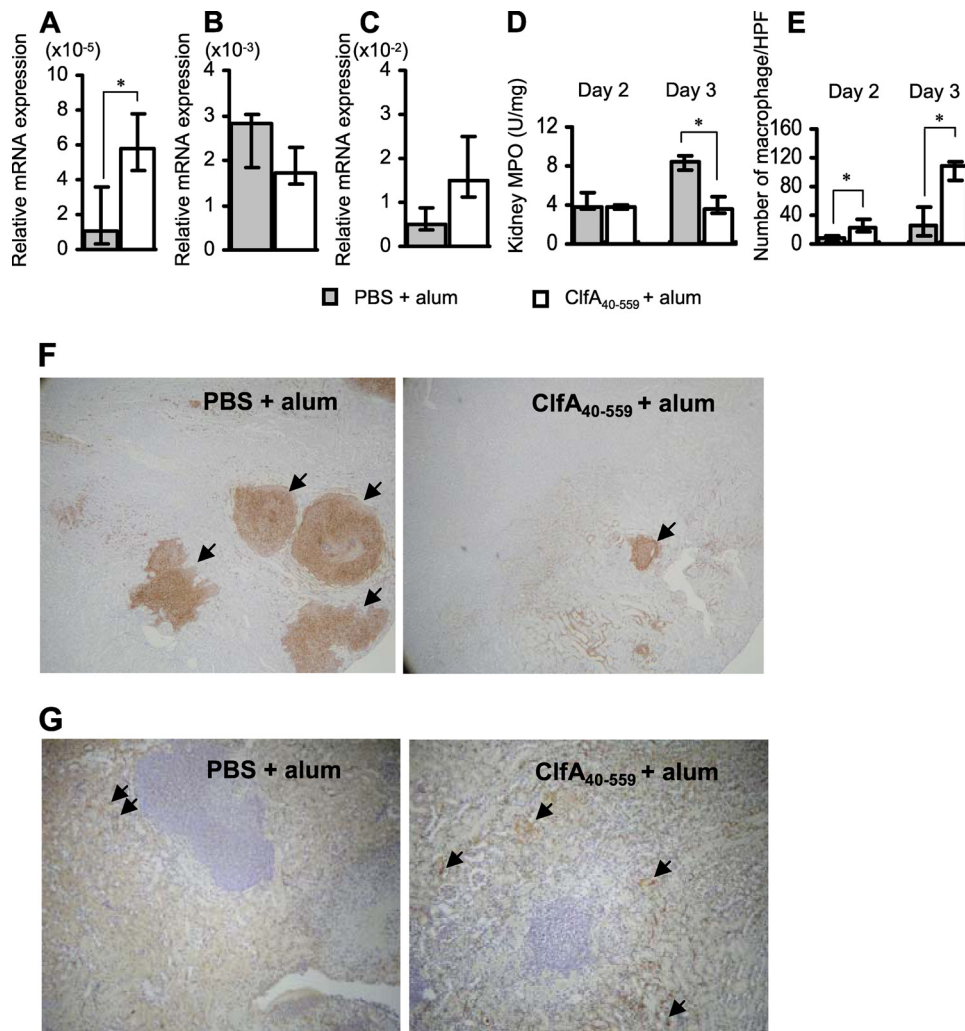 A
(x10-5)
Relative mRNA expression
10
8
6
4
2
0
*
B
(x10-3)
Relative mRNA expression
4
3
2
1
0
C
(x10-2)
Relative mRNA expression
4
3
2
1
0
D
Kidney MPO (U/mg)
12
8
4
0
Day 2
Day 3
*
E
Number of macrophage/HPF
160
120
80
40
0
Day 2
Day 3
*
*
PBS + alum
ClfA40-559 + alum
F
PBS + alum
ClfA40-559 + alum
G
PBS + alum
ClfA40-559 + alum